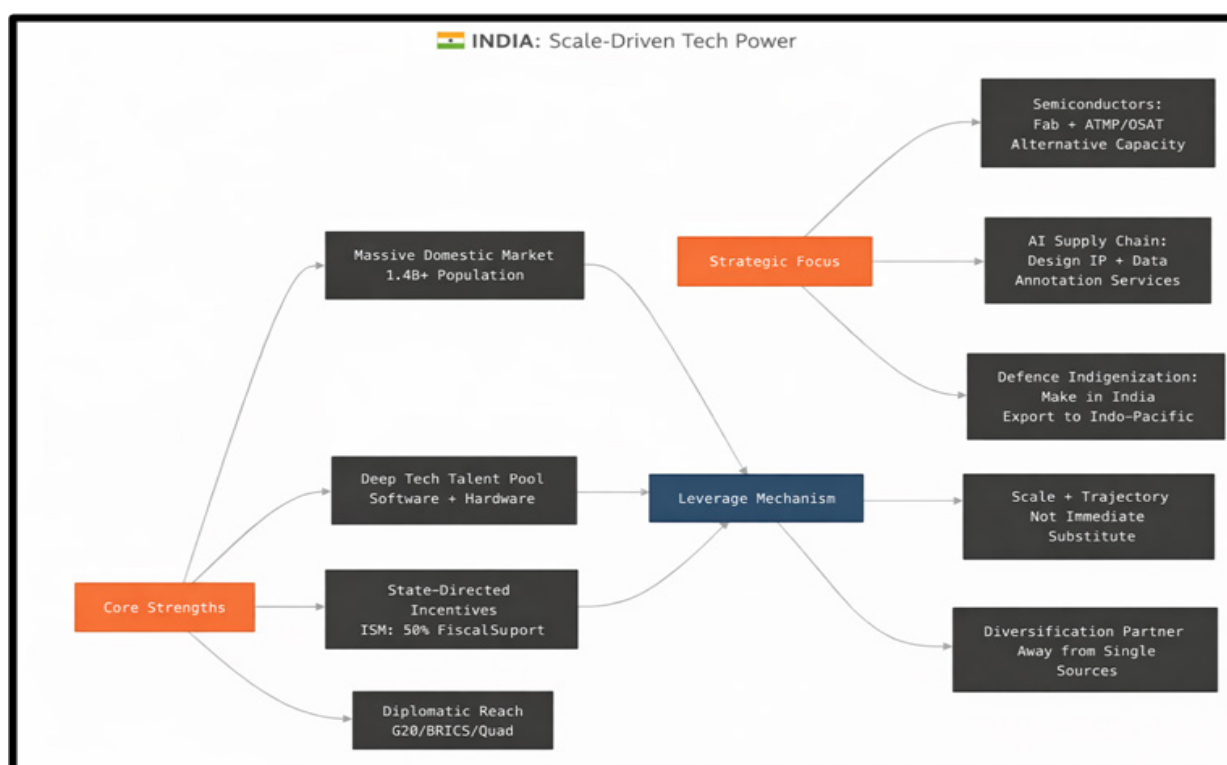 INDIA: Scale-Driven Tech Power
Semiconductors:
Fab + ATMP/OSAT
Alternative Capacity
Massive Domestic Market
1.4B+ Population
Strategic Focus
AI Supply Chain:
Design IP + Data
Annotation Services
Defence Indigenization:
Make in India
Export to Indo-Pacific
Deep Tech Talent Pool
Software + Hardware
Leverage Mechanism
Scale + Trajectory
Not Immediate
Substitute
Core Strengths
State-Directed
Incentives
ISM: 50% FiscalSuport
Diversification Partner
Away from Single
Sources
Diplomatic Reach
G20/BRICS/Quad